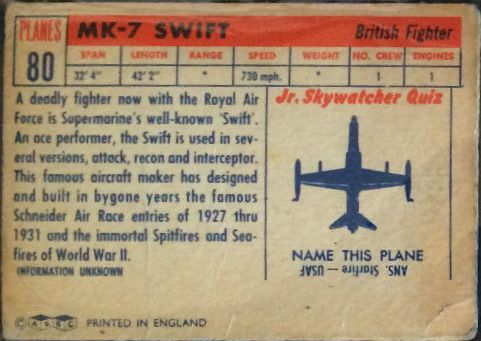 PLANES
80
MK-7 SWIFT
British Fighter
SPAN LENGTH RANGE SPEED WEIGHT NO. CREW ENGINES
32' 4" 42' 2" * 730 mph. * 1 1
A deadly fighter now with the Royal Air
Force is Supermarine's well-known 'Swift'.
An ace performer, the Swift is used in sev-
eral versions, attack, recon and interceptor.
This famous aircraft maker has designed
and built in bygone years the famous
Schneider Air Race entries of 1927 thru
1931 and the immortal Spitfires and Sea-
fires of World War II.
*INFORMATION UNKNOWN
Jr. Skywatcher Quiz
NAME THIS PLANE
ANS. Starfire — USAF
© A&BC PRINTED IN ENGLAND